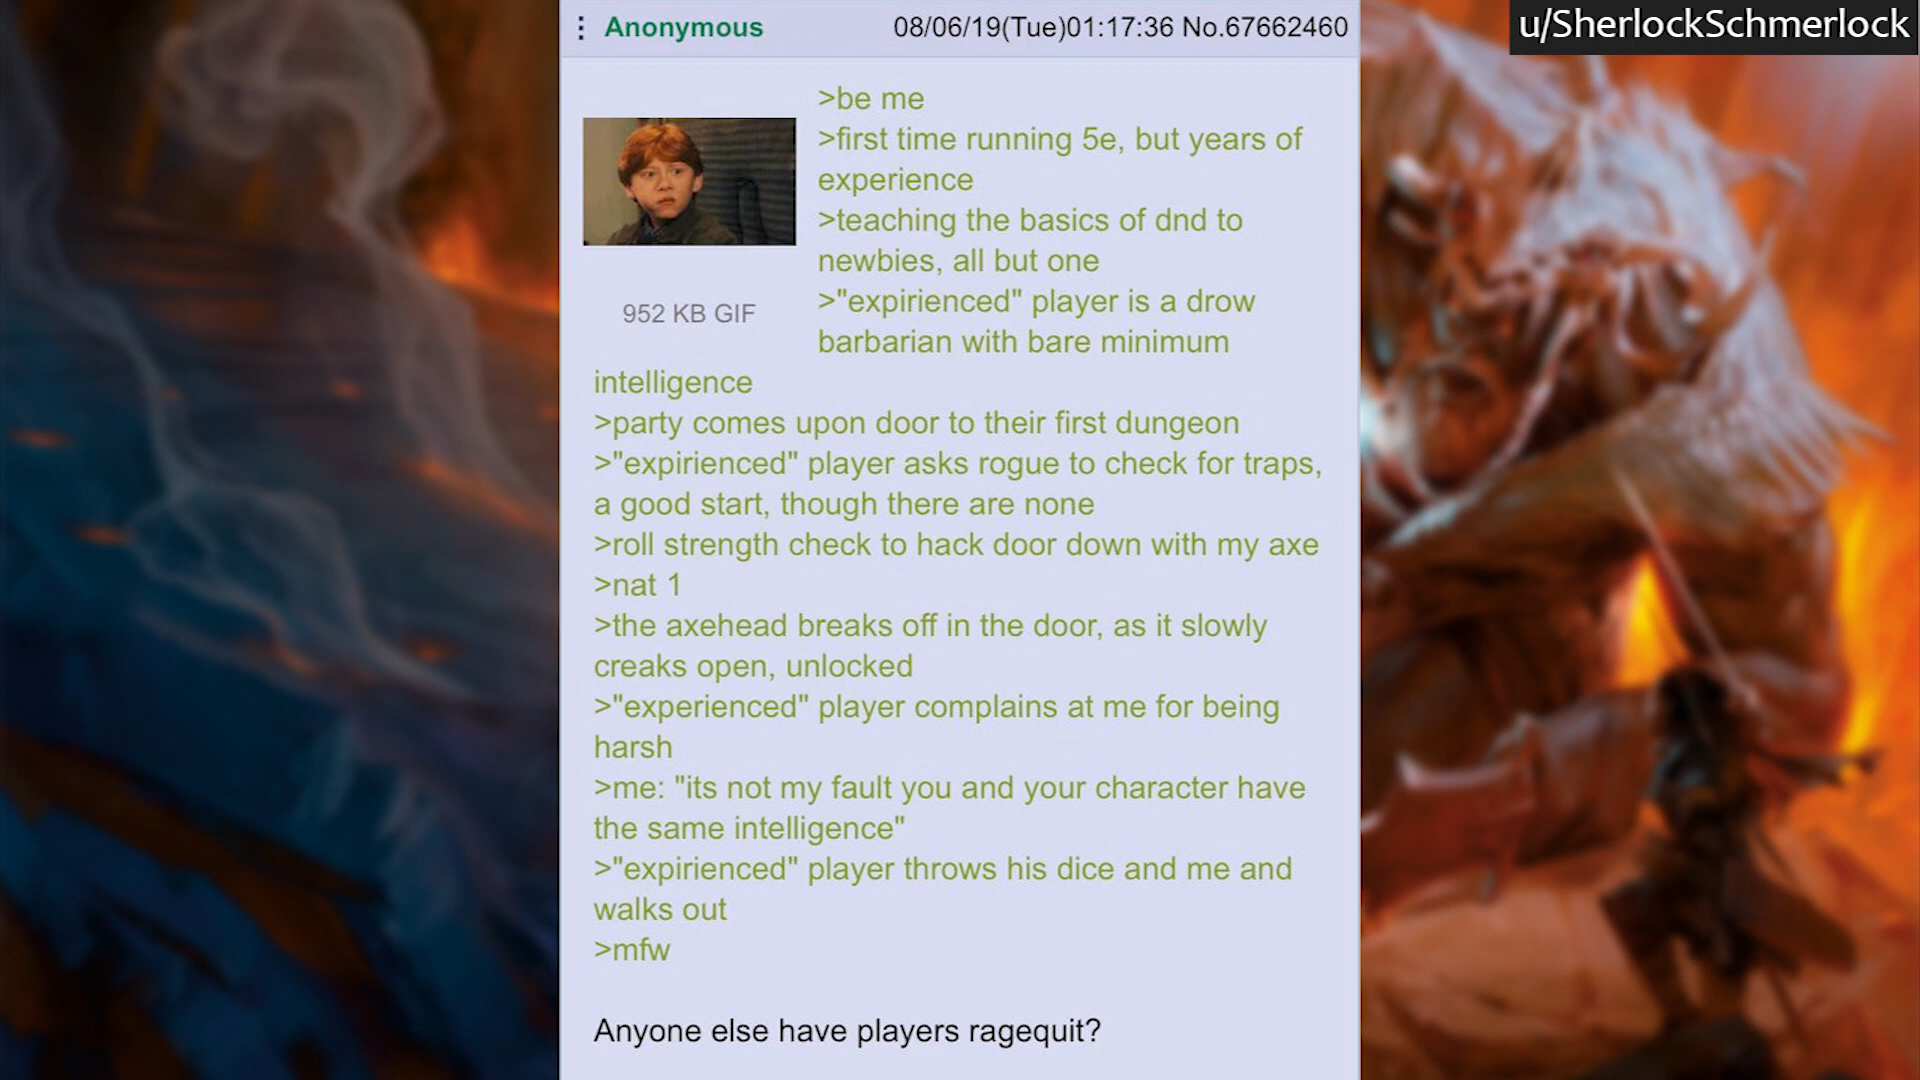 Anonymous 08/06/19(Tue)01:17:36 No.67662460
u/SherlockSchmerlock
>be me
>first time running 5e, but years of
experience
>teaching the basics of dnd to
newbies, all but one
>"expirienced" player is a drow
barbarian with bare minimum
952 KB GIF
intelligence
>party comes upon door to their first dungeon
>"expirienced" player asks rogue to check for traps,
a good start, though there are none
>roll strength check to hack door down with my axe
>nat 1
>the axehead breaks off in the door, as it slowly
creaks open, unlocked
>"experienced" player complains at me for being
harsh
>me: "its not my fault you and your character have
the same intelligence"
>"expirienced" player throws his dice and me and
walks out
>mfw
Anyone else have players ragequit?